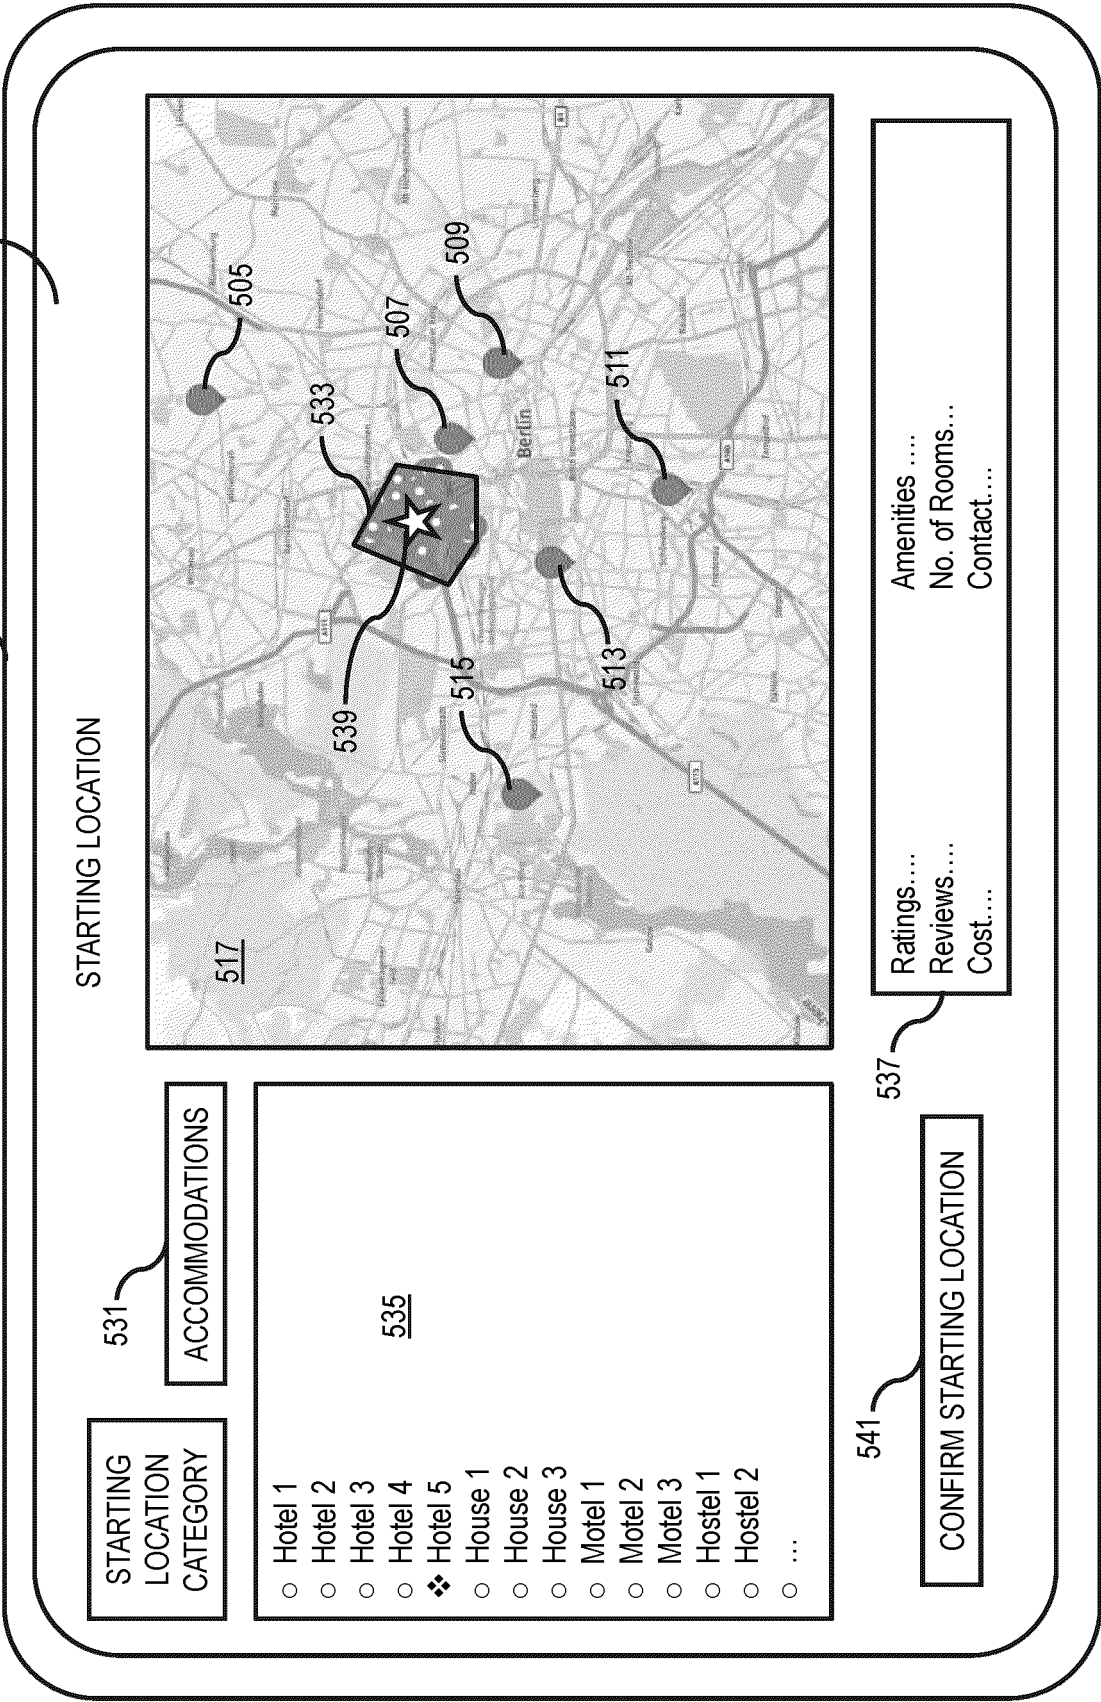 STARTING LOCATION
STARTING
LOCATION
CATEGORY
ACCOMMODATIONS
531
Hotel 1
Hotel 2
Hotel 3
Hotel 4
Hotel 5
House 1
House 2
House 3
Motel 1
Motel 2
Motel 3
Hostel 1
Hostel 2
...
535
517
505
533
507
509
539
515
Berlin
511
513
541
CONFIRM STARTING LOCATION
537
Ratings....
Reviews....
Cost....
Amenities ....
No. of Rooms...
Contact....